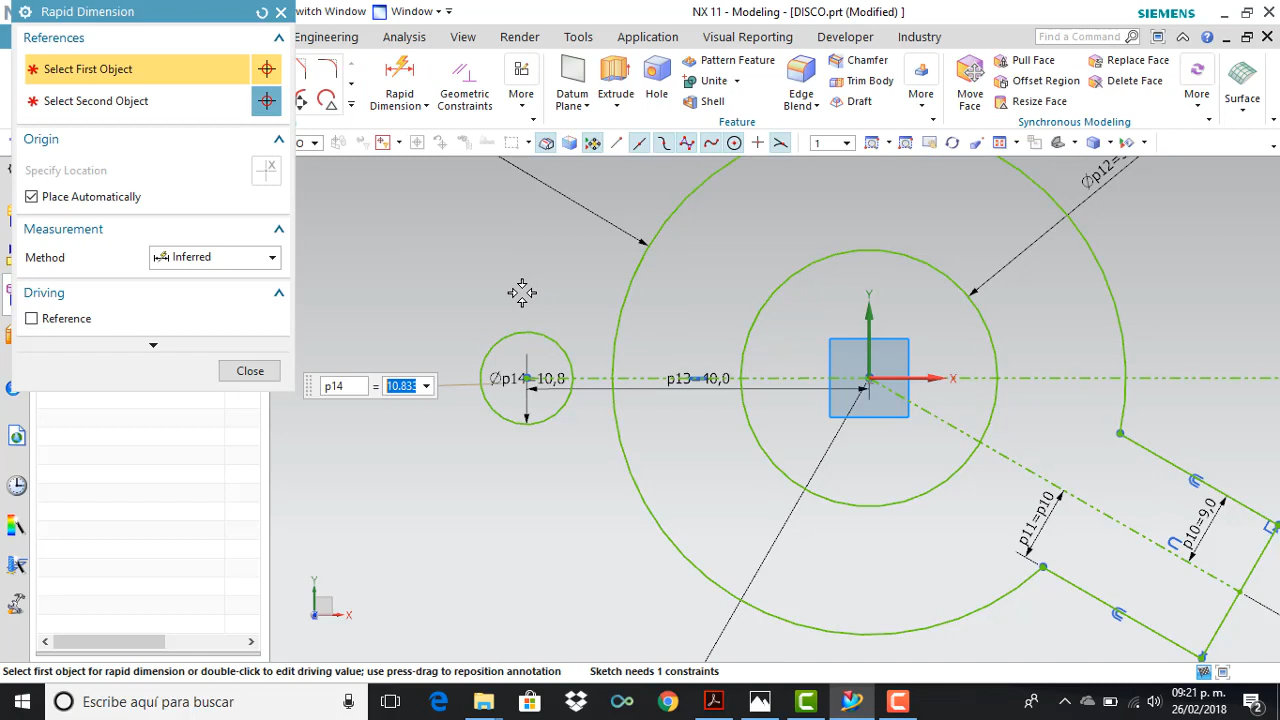 Rapid Dimension
witch Window
Window
NX 11 - Modeling - [DISCO.prt (Modified) ]
SIEMENS
References
Engineering
Analysis
View
Render
Tools
Application
Visual Reporting
Developer
Industry
Find a Command
* Select First Object
* Select Second Object
Rapid Dimension
Geometric Constraints
More
Datum Plane
Extrude
Hole
Pattern Feature
Unite
Shell
Edge Blend
Chamfer
Trim Body
Draft
More
Feature
Move Face
Pull Face
Offset Region
Resize Face
Replace Face
Delete Face
More
Synchronous Modeling
Surface
Origin
1
Specify Location
Place Automatically
Measurement
Method
Inferred
Driving
Reference
Close
p14 = 10.833
∅p14=10,8
p13=40,0
Y
X
p11=p10
p10=9,0
Y
X
Select first object for rapid dimension or double-click to edit driving value; use press-drag to reposition annotation
Sketch needs 1 constraints
Escribe aquí para buscar
09:21 p. m.
26/02/2018
2